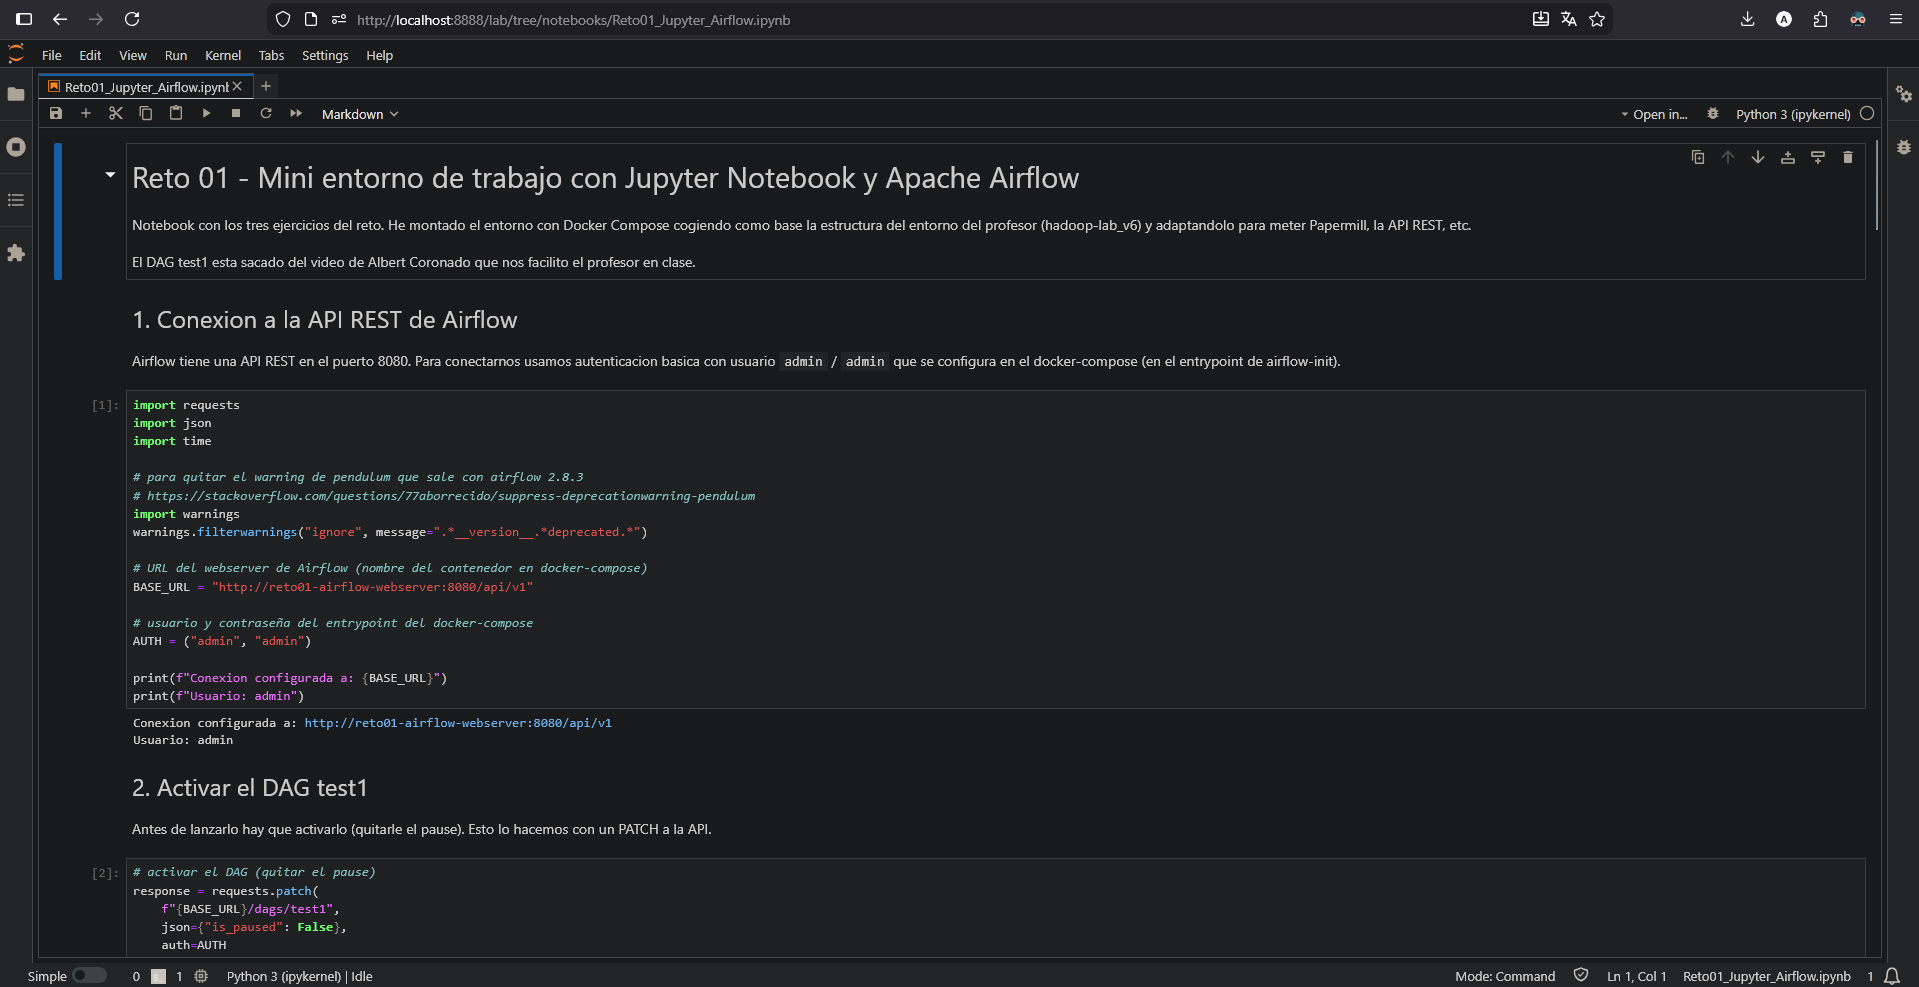 http://localhost:8888/lab/tree/notebooks/Reto01_Jupyter_Airflow.ipynb
A
File Edit View Run Kernel Tabs Settings Help
Reto01_Jupyter_Airflow.ipynb
Markdown
Open in...
Python 3 (ipykernel)
Reto 01 - Mini entorno de trabajo con Jupyter Notebook y Apache Airflow
Notebook con los tres ejercicios del reto. He montado el entorno con Docker Compose cogiendo como base la estructura del entorno del profesor (hadoop-lab_v6) y adaptandolo para meter Papermill, la API REST, etc.
El DAG test1 esta sacado del video de Albert Coronado que nos facilito el profesor en clase.
1. Conexion a la API REST de Airflow
Airflow tiene una API REST en el puerto 8080. Para conectarnos usamos autenticacion basica con usuario admin / admin que se configura en el docker-compose (en el entrypoint de airflow-init).
[1]:
import requests
import json
import time
# para quitar el warning de pendulum que sale con airflow 2.8.3
# https://stackoverflow.com/questions/77aborrecido/suppress-deprecationwarning-pendulum
import warnings
warnings.filterwarnings("ignore", message=".*__version__.*deprecated.*")
# URL del webserver de Airflow (nombre del contenedor en docker-compose)
BASE_URL = "http://reto01-airflow-webserver:8080/api/v1"
# usuario y contraseña del entrypoint del docker-compose
AUTH = ("admin", "admin")
print(f"Conexion configurada a: {BASE_URL}")
print(f"Usuario: admin")
Conexion configurada a: http://reto01-airflow-webserver:8080/api/v1
Usuario: admin
2. Activar el DAG test1
Antes de lanzarlo hay que activarlo (quitarle el pause). Esto lo hacemos con un PATCH a la API.
[2]:
# activar el DAG (quitar el pause)
response = requests.patch(
f"{BASE_URL}/dags/test1",
json={"is_paused": False},
auth=AUTH
Simple 0 1 Python 3 (ipykernel) | Idle Mode: Command Ln 1, Col 1 Reto01_Jupyter_Airflow.ipynb 1